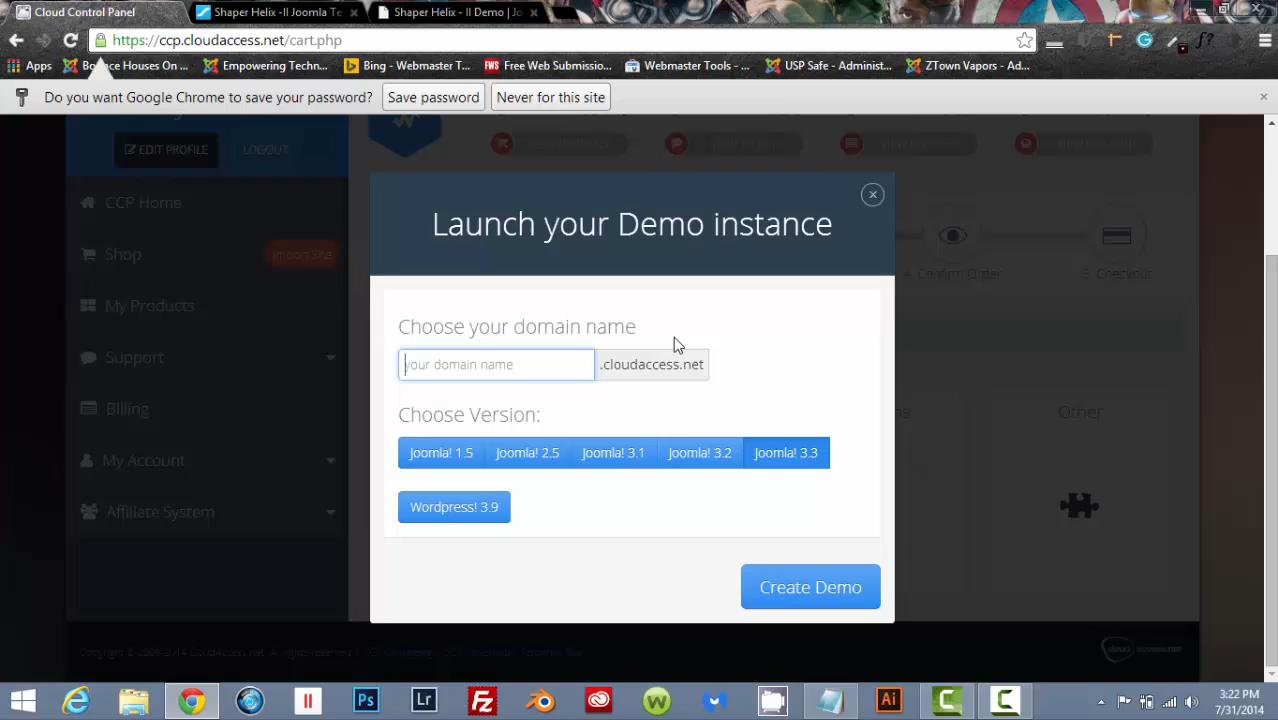 Cloud Control Panel
Shaper Helix - II Joomla Te
Shaper Helix - II Demo | Jo
https://ccp.cloudaccess.net/cart.php
Apps
Bounce Houses On ...
Empowering Techn...
Bing - Webmaster T...
Free Web Submissio...
Webmaster Tools - ...
USP Safe - Administ...
ZTown Vapors - Ad...
Do you want Google Chrome to save your password?
Save password
Never for this site
EDIT PROFILE
LOGOUT
CCP Home
Shop
Import Site
My Products
Support
Billing
My Account
Affiliate System
Launch your Demo instance
Choose your domain name
your domain name
.cloudaccess.net
Choose Version:
Joomla! 1.5
Joomla! 2.5
Joomla! 3.1
Joomla! 3.2
Joomla! 3.3
Wordpress! 3.9
Create Demo
Confirm Order
Checkout
Other
3:22 PM
7/31/2014